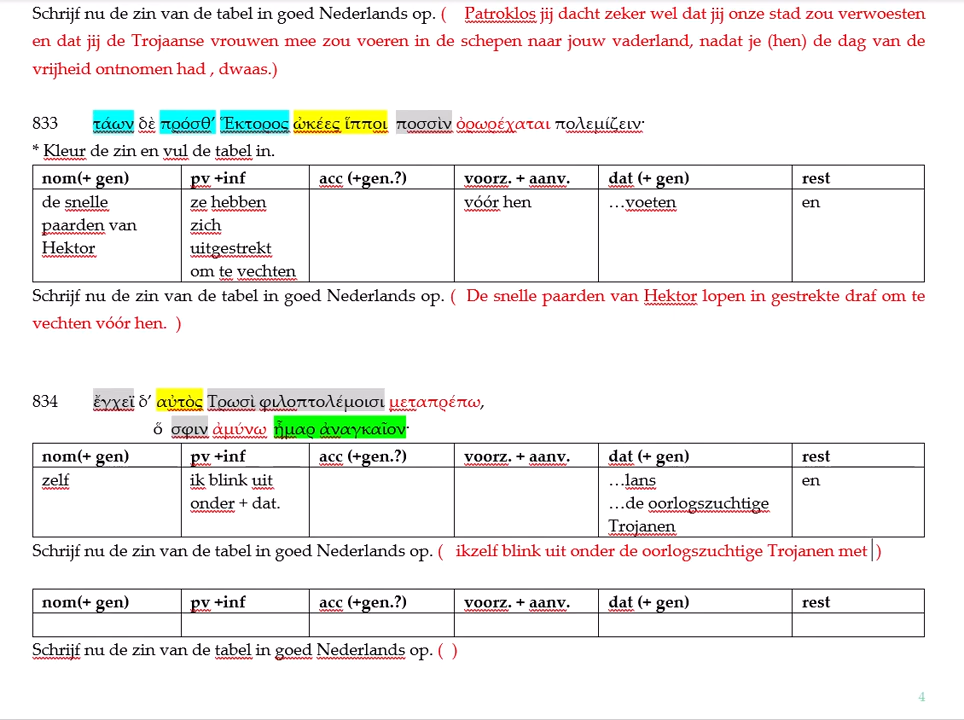 Schrijf nu de zin van de tabel in goed Nederlands op. ( Patroklos jij dacht zeker wel dat jij onze stad zou verwoesten
en dat jij de Trojaanse vrouwen mee zou voeren in de schepen naar jouw vaderland, nadat je (hen) de dag van de
vrijheid ontnomen had , dwaas.)
833 τάων δὲ πρόσθ’ Ἕκτορος ὠκέες ἵπποι ποσσὶν ὀρωρέχαται πολεμίζειν·
* Kleur de zin en vul de tabel in.
nom(+ gen) pv +inf acc (+gen.?) voorz. + aanv. dat (+ gen) rest
de snelle ze hebben vóór hen …voeten en
paarden van zich
Hektor uitgestrekt
om te vechten
Schrijf nu de zin van de tabel in goed Nederlands op. ( De snelle paarden van Hektor lopen in gestrekte draf om te
vechten vóór hen. )
834 ἔγχεϊ δ’ αὐτὸς Τρωσὶ φιλοπτολέμοισι μεταπρέπω,
ὅ σφιν ἀμύνω ἦμαρ ἀναγκαῖον·
nom(+ gen) pv +inf acc (+gen.?) voorz. + aanv. dat (+ gen) rest
zelf ik blink uit …lans en
onder + dat. …de oorlogszuchtige
Trojanen
Schrijf nu de zin van de tabel in goed Nederlands op. ( ikzelf blink uit onder de oorlogszuchtige Trojanen met )
nom(+ gen) pv +inf acc (+gen.?) voorz. + aanv. dat (+ gen) rest
Schrijf nu de zin van de tabel in goed Nederlands op. ( )
4